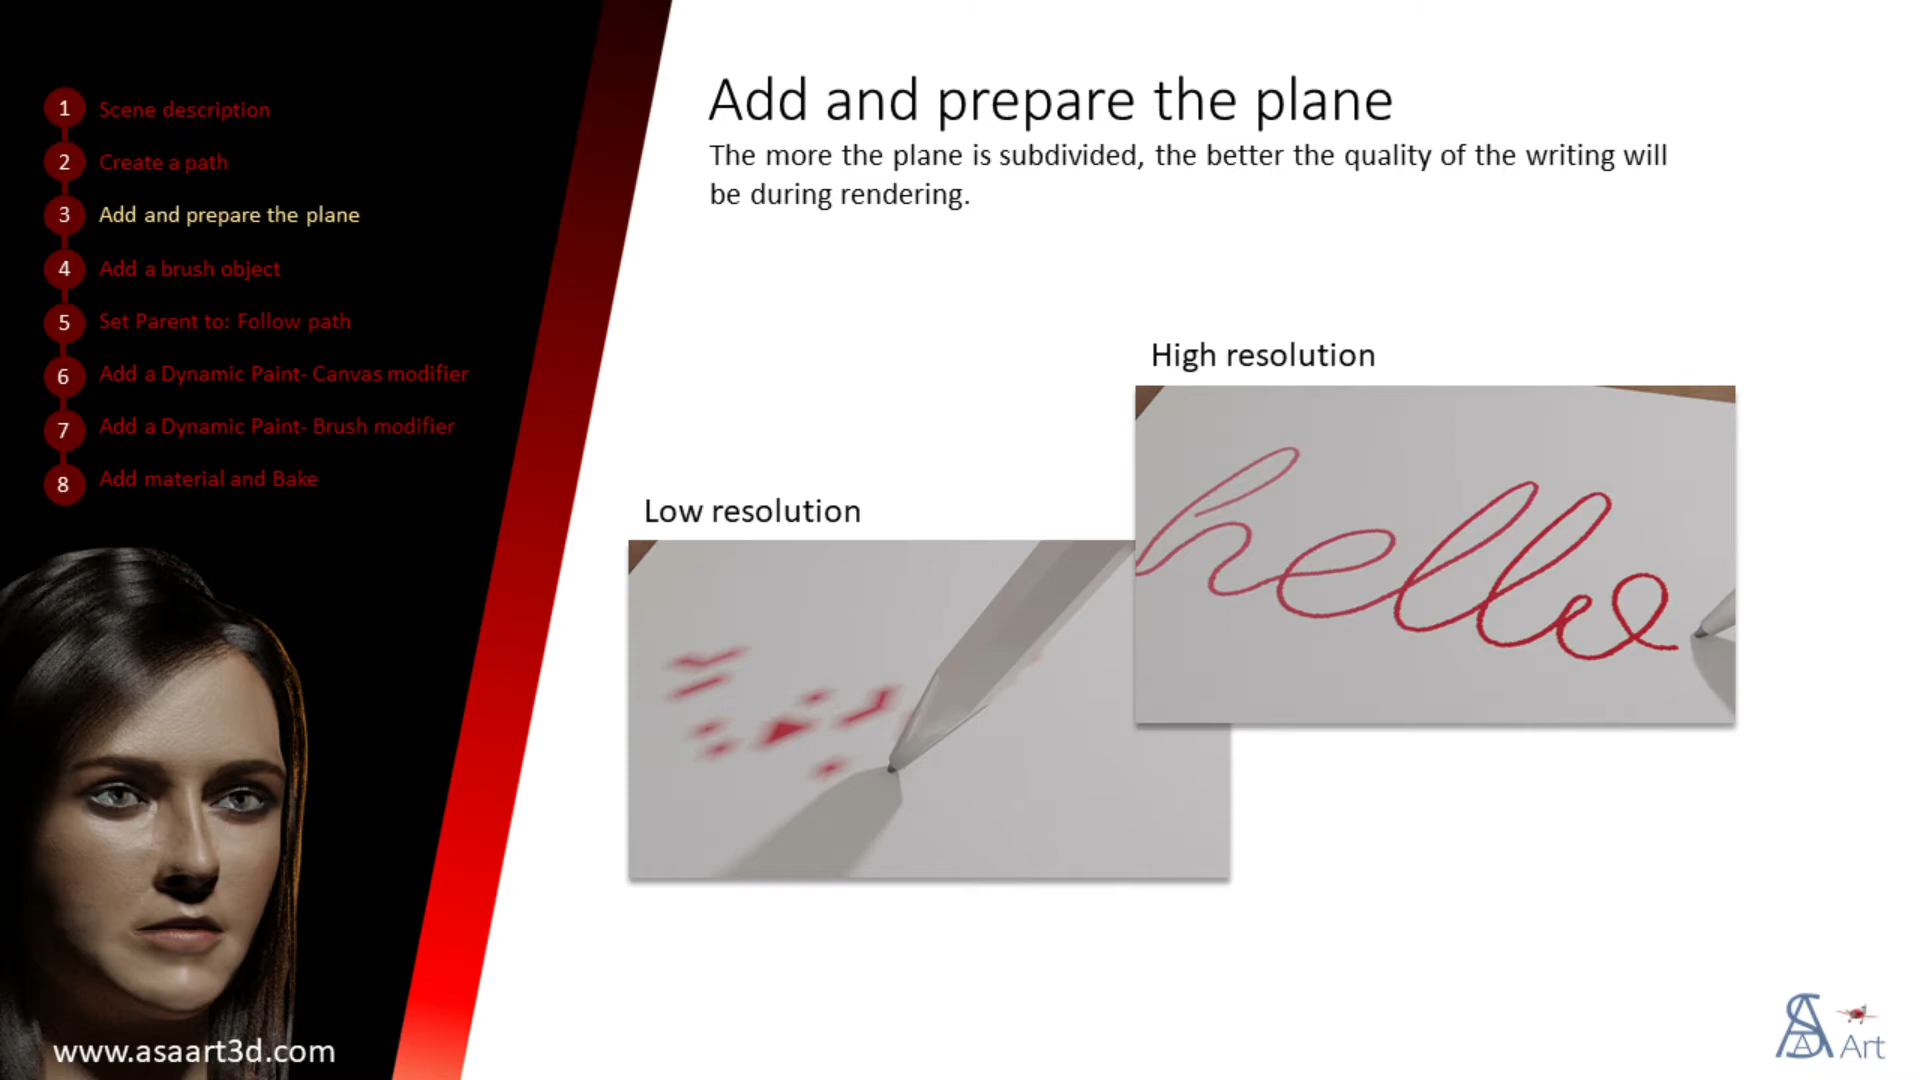 1 Scene description
2 Create a path
3 Add and prepare the plane
4 Add a brush object
5 Set Parent to: Follow path
6 Add a Dynamic Paint- Canvas modifier
7 Add a Dynamic Paint- Brush modifier
8 Add material and Bake
www.asaart3d.com
Add and prepare the plane
The more the plane is subdivided, the better the quality of the writing will
be during rendering.
Low resolution
High resolution
hello
ASA Art